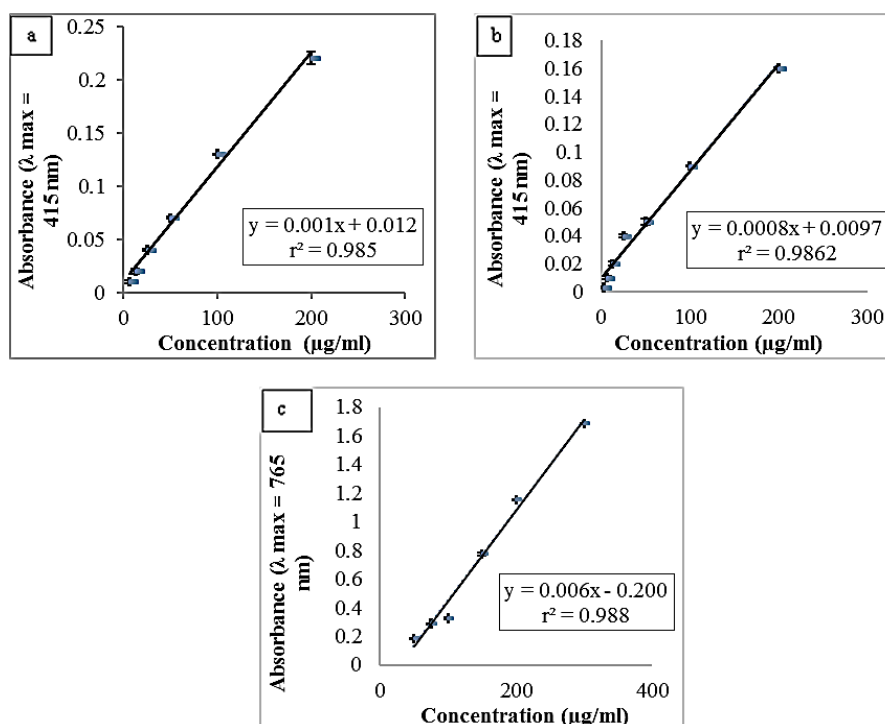 a
0.25
0.2
0.15
0.1
0.05
0
0 100 200 300
Absorbance (λ max =
415 nm)
Concentration (µg/ml)
y = 0.001x + 0.012
r² = 0.985
b
0.18
0.16
0.14
0.12
0.1
0.08
0.06
0.04
0.02
0
0 100 200 300
Absorbance (λ max =
415 nm)
Concentration (µg/ml)
y = 0.0008x + 0.0097
r² = 0.9862
c
1.8
1.6
1.4
1.2
1
0.8
0.6
0.4
0.2
0
0 200 400
Absorbance (λ max = 765
nm)
Concentration (µg/ml)
y = 0.006x - 0.200
r² = 0.988